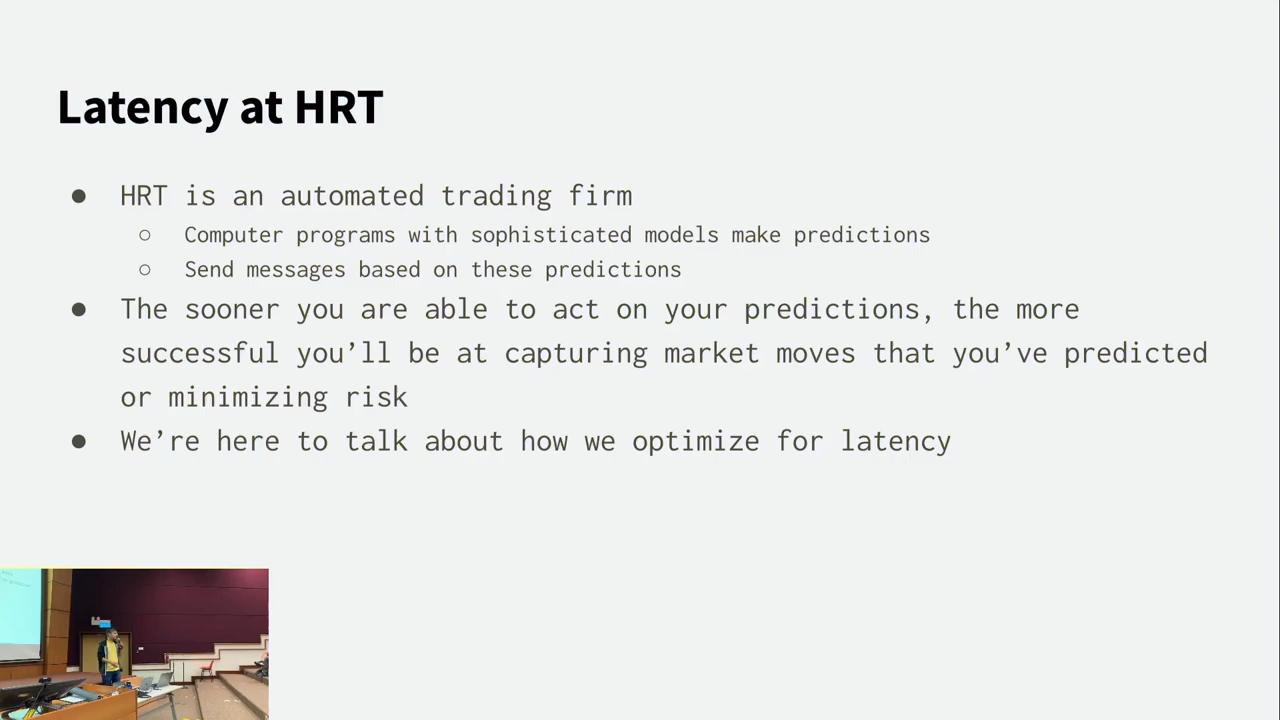 Latency at HRT
● HRT is an automated trading firm
○ Computer programs with sophisticated models make predictions
○ Send messages based on these predictions
● The sooner you are able to act on your predictions, the more
successful you’ll be at capturing market moves that you’ve predicted
or minimizing risk
● We’re here to talk about how we optimize for latency